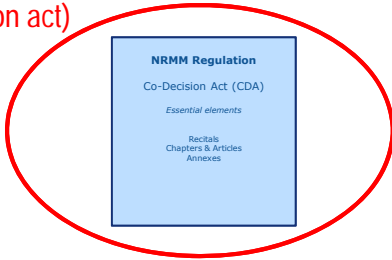 on act)
NRMM Regulation
Co-Decision Act (CDA)
Essential elements
Recitals
Chapters & Articles
Annexes